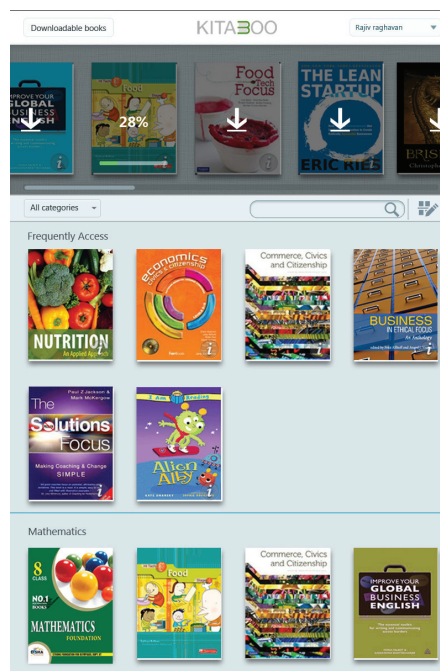 Downloadable books
KITABOO
Rajiv raghavan
IMPROVE YOUR
GLOBAL
BUSINESS
ENGLISH
Food
28%
Food
Tech
Focus
THE LEAN
STARTUP
ERIC RIES
BRIS
Christoph
All categories
Frequently Access
NUTRITION
An Applied Approach
economics
civics & citizenship
Commerce, Civics
and Citizenship
BUSINESS
IN ETHICAL FOCUS
An Anthology
Paul Z Jackson &
Mark McKergow
The
Solutions
Focus
Making Coaching & Change
SIMPLE
I Am Reading
Alien
Alby
Mathematics
8
CLASS
NO.1
BOOKS
MATHEMATICS
FOUNDATION
Food
Commerce, Civics
and Citizenship
IMPROVE YOUR
GLOBAL
BUSINESS
ENGLISH